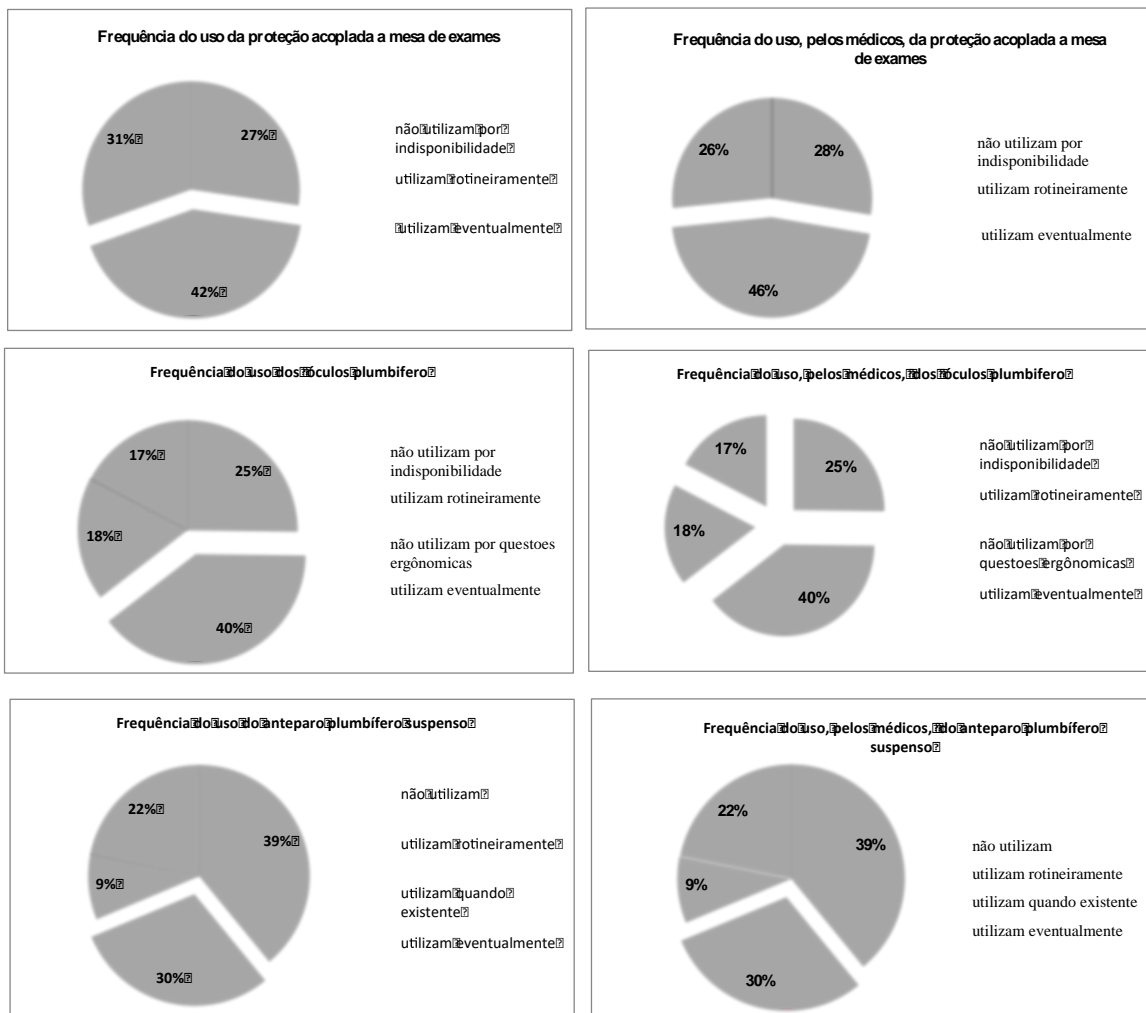 Frequência do uso da proteção acoplada a mesa de exames
31%
27%
42%
não utilizam por
indisponibilidade
utilizam rotineiramente
utilizam eventualmente
Frequência do uso, pelos médicos, da proteção acoplada a mesa
de exames
26%
28%
46%
não utilizam por
indisponibilidade
utilizam rotineiramente
utilizam eventualmente
Frequência do uso dos óculos plumbifero
17%
25%
18%
40%
não utilizam por
indisponibilidade
utilizam rotineiramente
não utilizam por questoes
ergônomicas
utilizam eventualmente
Frequência do uso, pelos médicos, dos óculos plumbifero
17%
25%
18%
40%
não utilizam por
indisponibilidade
utilizam rotineiramente
não utilizam por
questoes ergônomicas
utilizam eventualmente
Frequência do uso do anteparo plumbífero suspenso
22%
39%
9%
30%
não utilizam
utilizam rotineiramente
utilizam quando
existente
utilizam eventualmente
Frequência do uso, pelos médicos, do anteparo plumbífero
suspenso
22%
39%
9%
30%
não utilizam
utilizam rotineiramente
utilizam quando existente
utilizam eventualmente